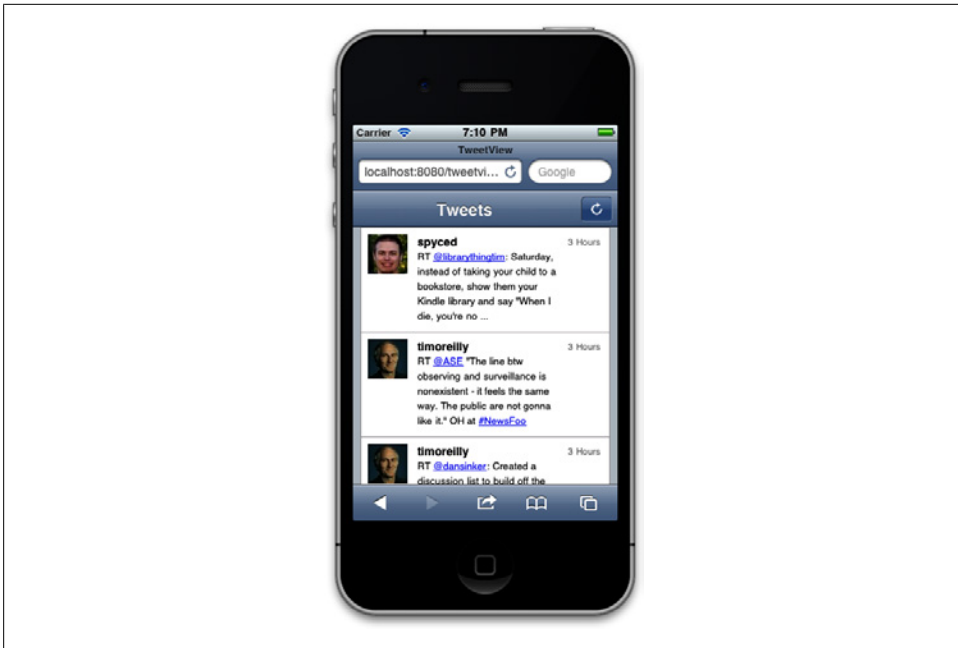 Carrier
7:10 PM
TweetView
localhost:8080/tweetvi...
Google
Tweets
spyced
3 Hours
RT @librarythingtim: Saturday,
instead of taking your child to a
bookstore, show them your
Kindle library and say "When I
die, you're no ...
timoreilly
3 Hours
RT @ASE "The line btw
observing and surveillance is
nonexistent - it feels the same
way. The public are not gonna
like it." OH at #NewsFoo
timoreilly
3 Hours
RT @dansinker: Created a
discussion list to build off the